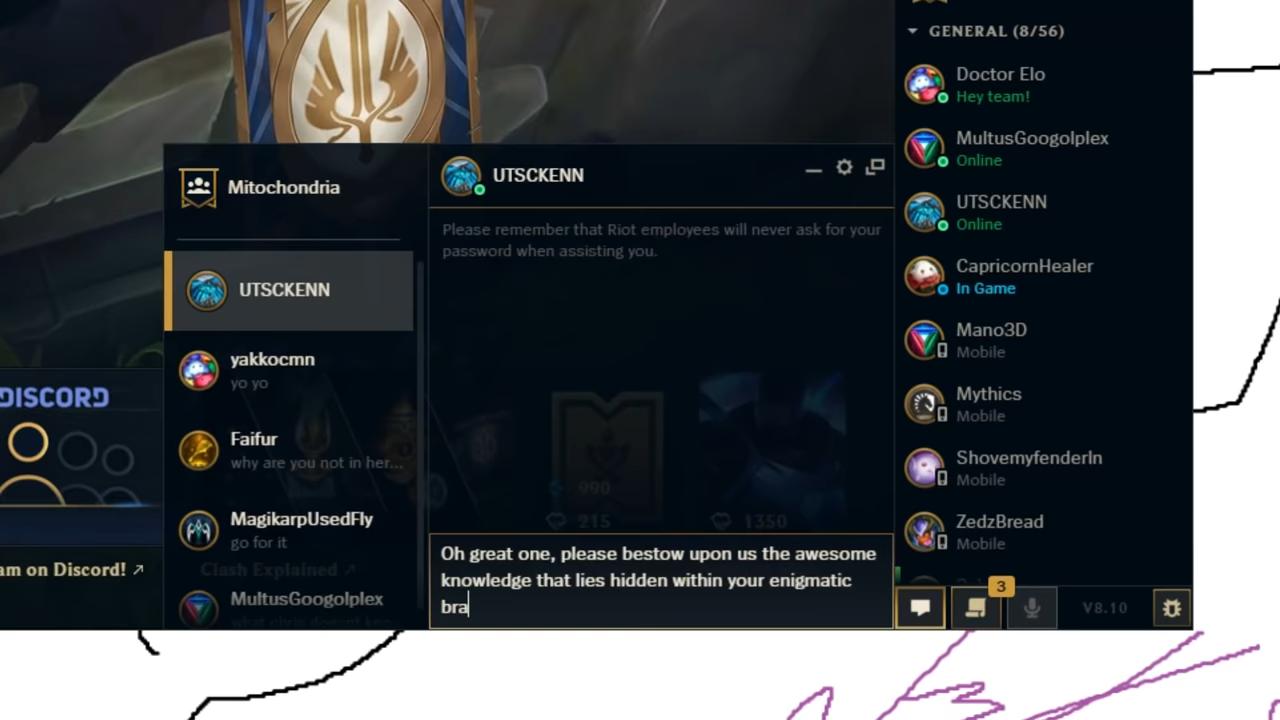 Mitochondria
UTSCKENN
yakkocmn
yo yo
Faifur
why are you not in her...
MagikarpUsedFly
go for it
Clash Explained
MultusGoogolplex
UTSCKENN
Please remember that Riot employees will never ask for your
password when assisting you.
990
215
1350
Oh great one, please bestow upon us the awesome
knowledge that lies hidden within your enigmatic
bra
DISCORD
am on Discord!
GENERAL (8/56)
Doctor Elo
Hey team!
MultusGoogolplex
Online
UTSCKENN
Online
CapricornHealer
In Game
Mano3D
Mobile
Mythics
Mobile
ShovemyfenderIn
Mobile
ZedzBread
Mobile
3
V8.10